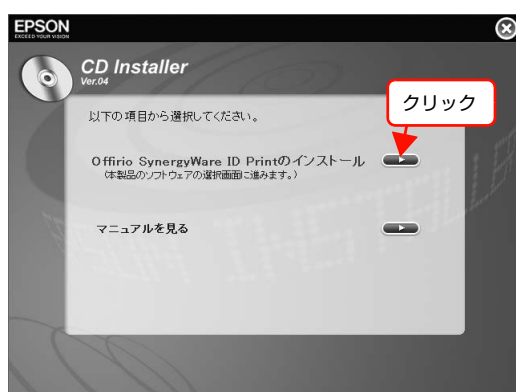 EPSON
EXCEED YOUR VISION
CD Installer
Ver.04
以下の項目から選択してください。
クリック
Offirio SynergyWare ID Printのインストール
（本製品のソフトウェアの選択画面に進みます。）
マニュアルを見る